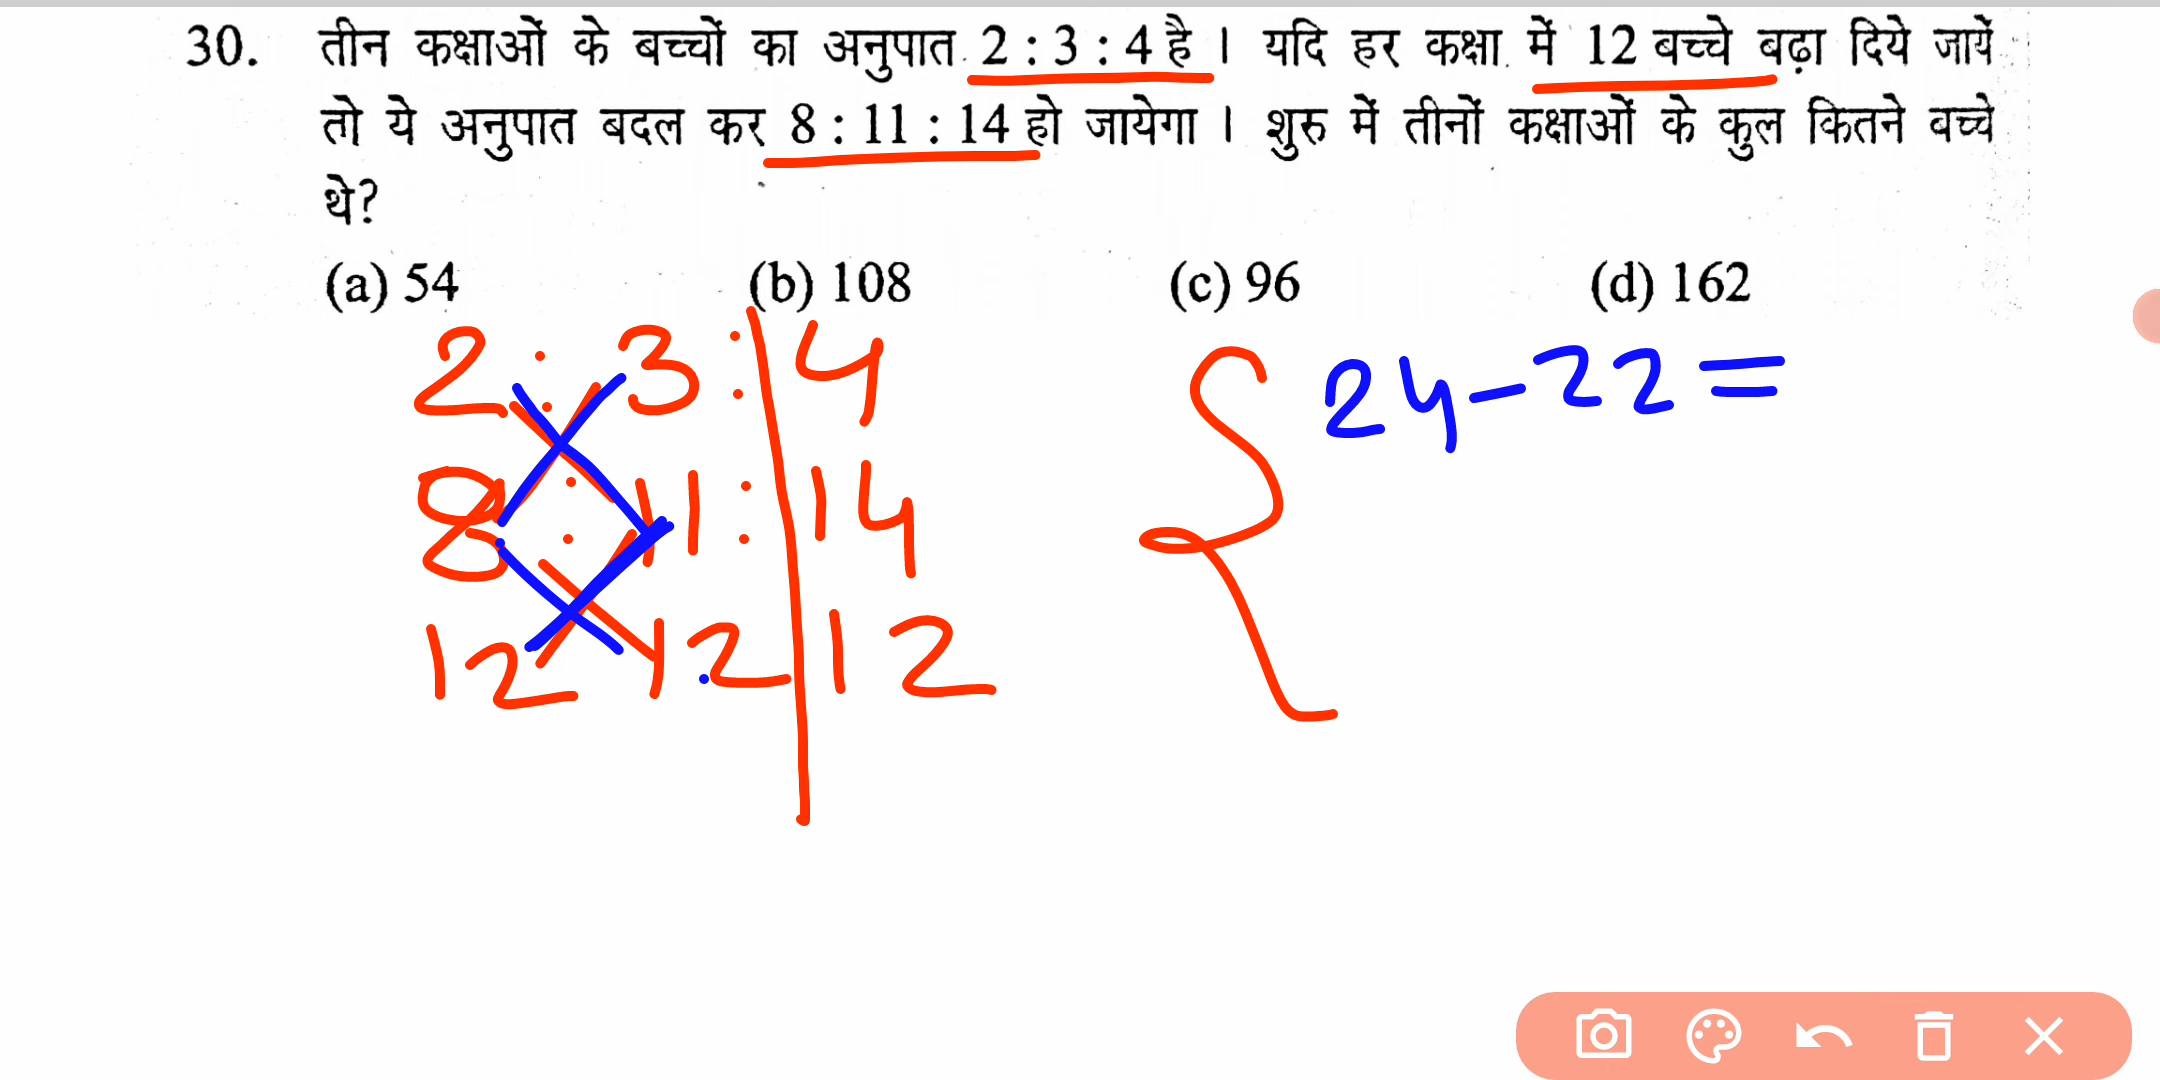 30. तीन कक्षाओं के बच्चों का अनुपात 2 : 3 : 4 है । यदि हर कक्षा में 12 बच्चे बढ़ा दिये जायें
तो ये अनुपात बदल कर 8 : 11 : 14 हो जायेगा । शुरु में तीनों कक्षाओं के कुल कितने बच्चे
थे?
(a) 54 (b) 108 (c) 96 (d) 162
2 : 3 : 4
24-22=
8 : 11 : 14
12 12 12